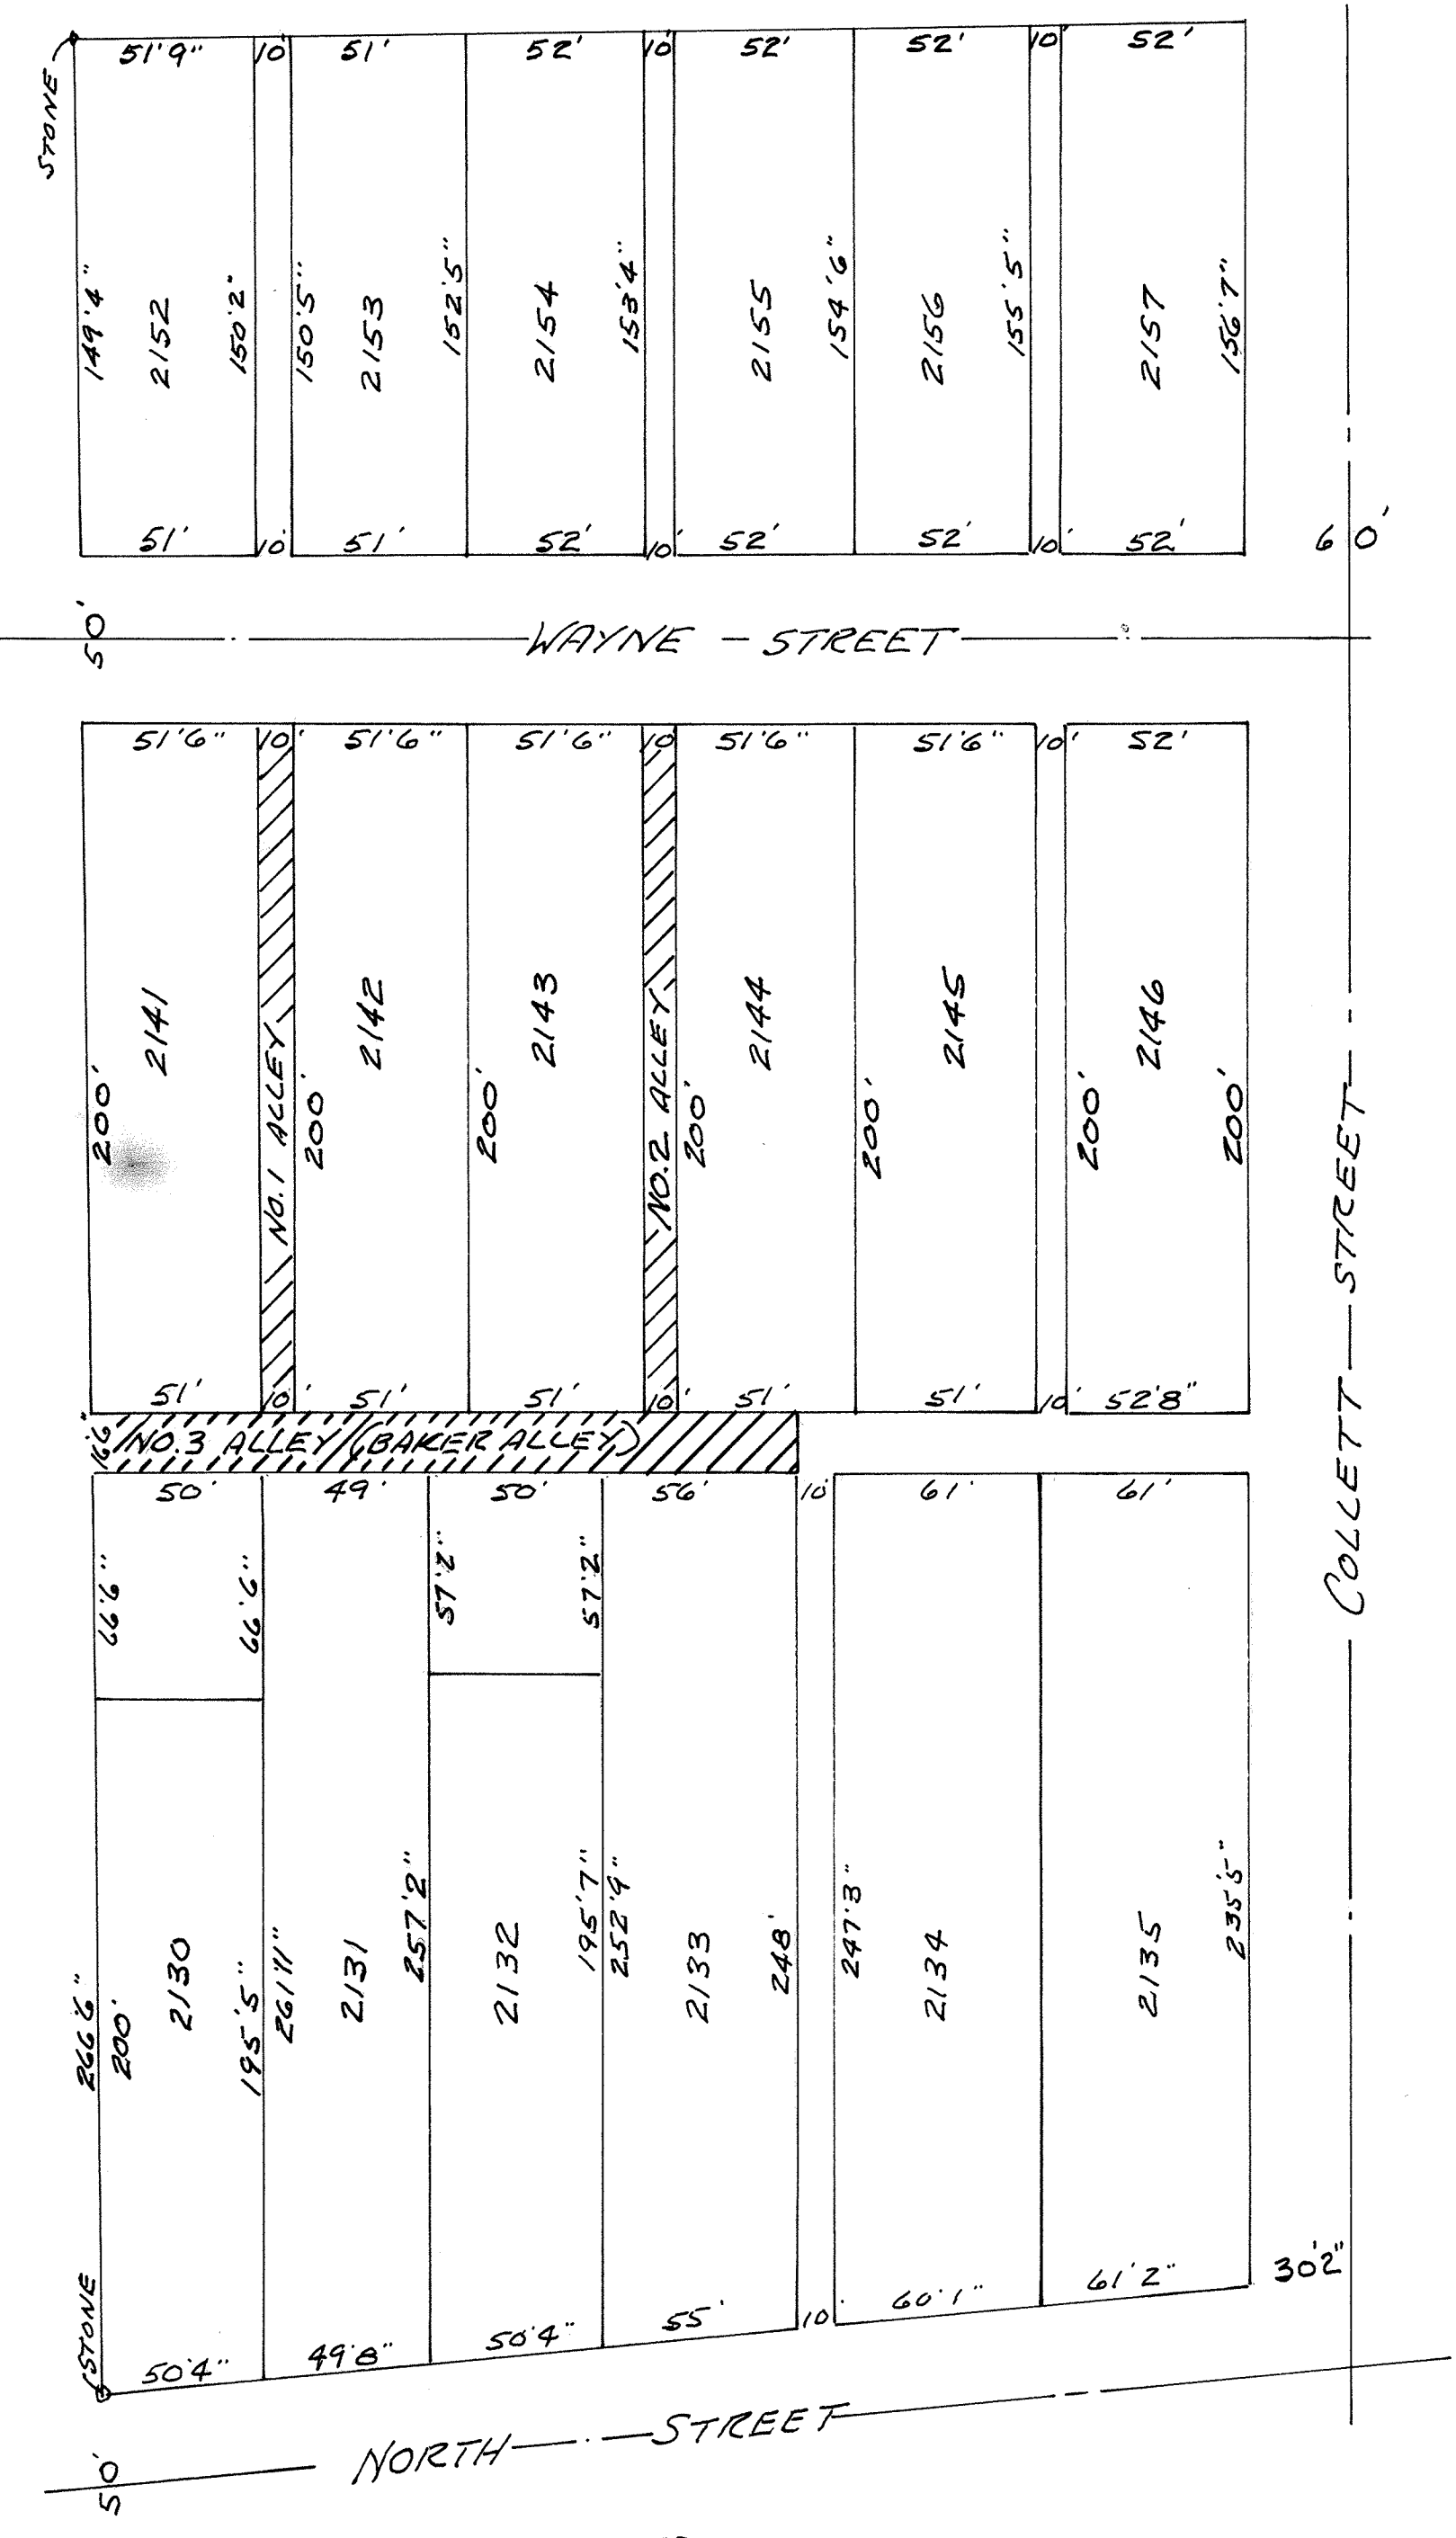 STONE
51'9" 10' 51' 52' 10' 52' 52' 10' 52'
149'4" 2152 150'2" 150'5" 2153 152'5" 2154 153'4" 2155 154'6" 2156 155'5" 2157 156'7"
51' 10' 51' 52' 10' 52' 52' 10' 52'
60'
50'
WAYNE - STREET
51'6" 10' 51'6" 51'6" 10' 51'6" 51'6" 10' 52'
200' 2141 NO.1 ALLEY 200' 2142 200' 2143 NO.2 ALLEY 200' 2144 200' 2145 200' 2146 200'
COLLETT STREET
51' 10' 51' 51' 10' 51' 51' 10' 52'8"
16'6" NO.3 ALLEY (BAKER ALLEY)
50' 49' 50' 56' 10' 61' 61'
66'6" 66'6" 57'2" 57'2"
266'6" 200' 2130 195'5" 261'11" 2131 257'2" 2132 195'7" 252'9" 2133 248' 247'3" 2134 2135 235'5"
STONE
50'4" 49'8" 50'4" 55' 10' 60'1" 61'2" 30'2"
50'
NORTH STREET